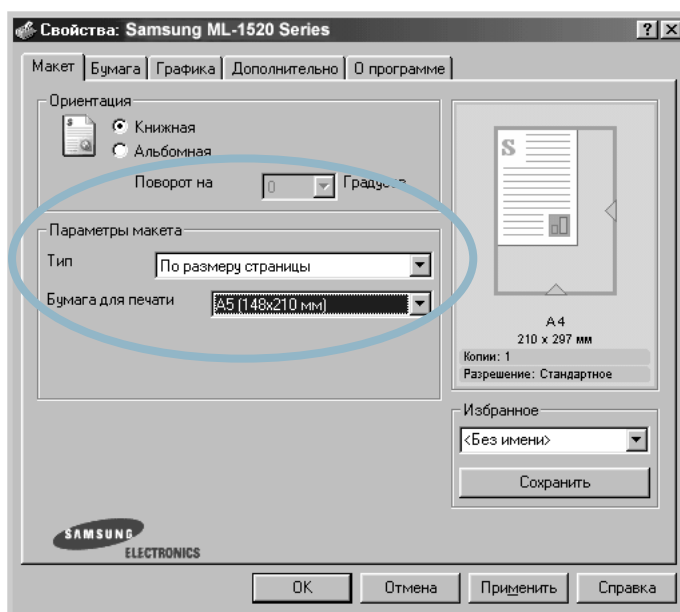 Свойства: Samsung ML-1520 Series
Макет Бумага Графика Дополнительно О программе
Ориентация
Книжная
Альбомная
Поворот на 0 Градусов
Параметры макета
Тип По размеру страницы
Бумага для печати A5 (148x210 мм)
S
A4
210 x 297 мм
Копии: 1
Разрешение: Стандартное
Избранное
<Без имени>
Сохранить
SAMSUNG
ELECTRONICS
OK Отмена Применить Справка